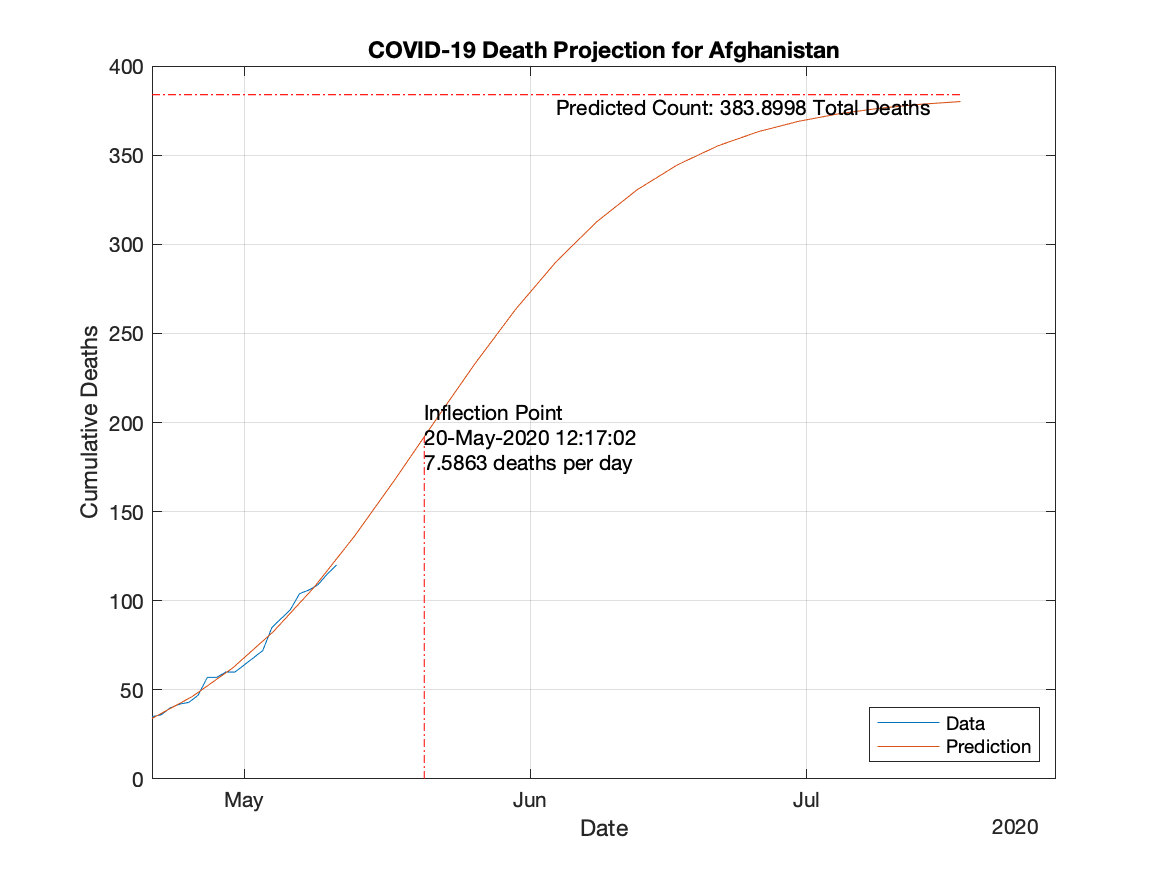 COVID-19 Death Projection for Afghanistan
400
350
300
250
200
150
100
50
0
Cumulative Deaths
Predicted Count: 383.8998 Total Deaths
Inflection Point
20-May-2020 12:17:02
7.5863 deaths per day
Data
Prediction
May Jun Jul
Date
2020